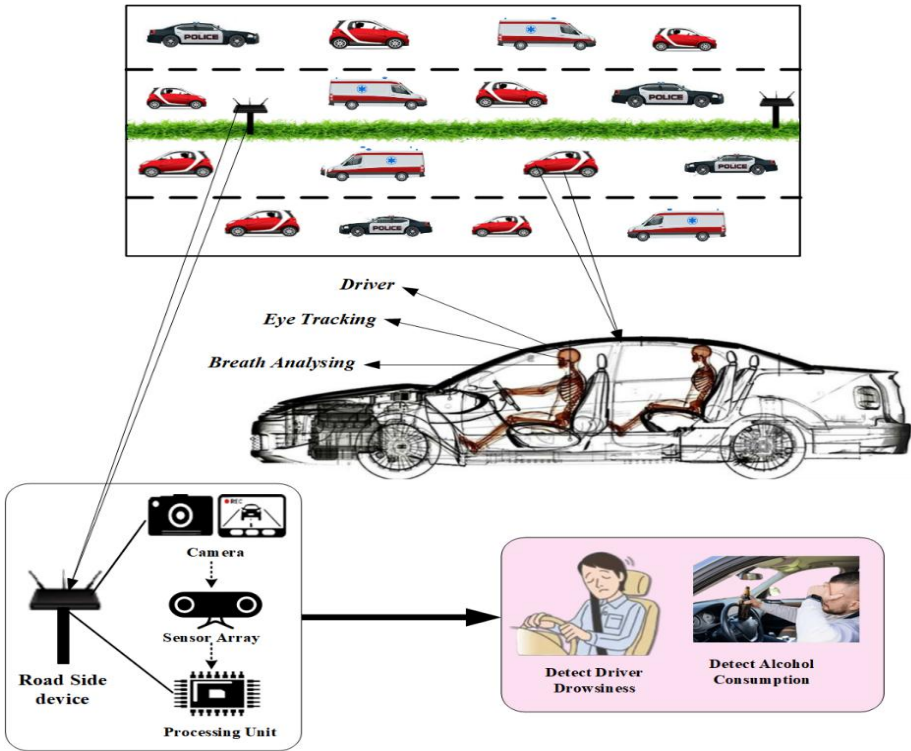 POLICE
POLICE
POLICE
POLICE
Driver
Eye Tracking
Breath Analysing
REC
Camera
Sensor Array
Road Side
device
Processing Unit
Detect Driver
Drowsiness
Detect Alcohol
Consumption